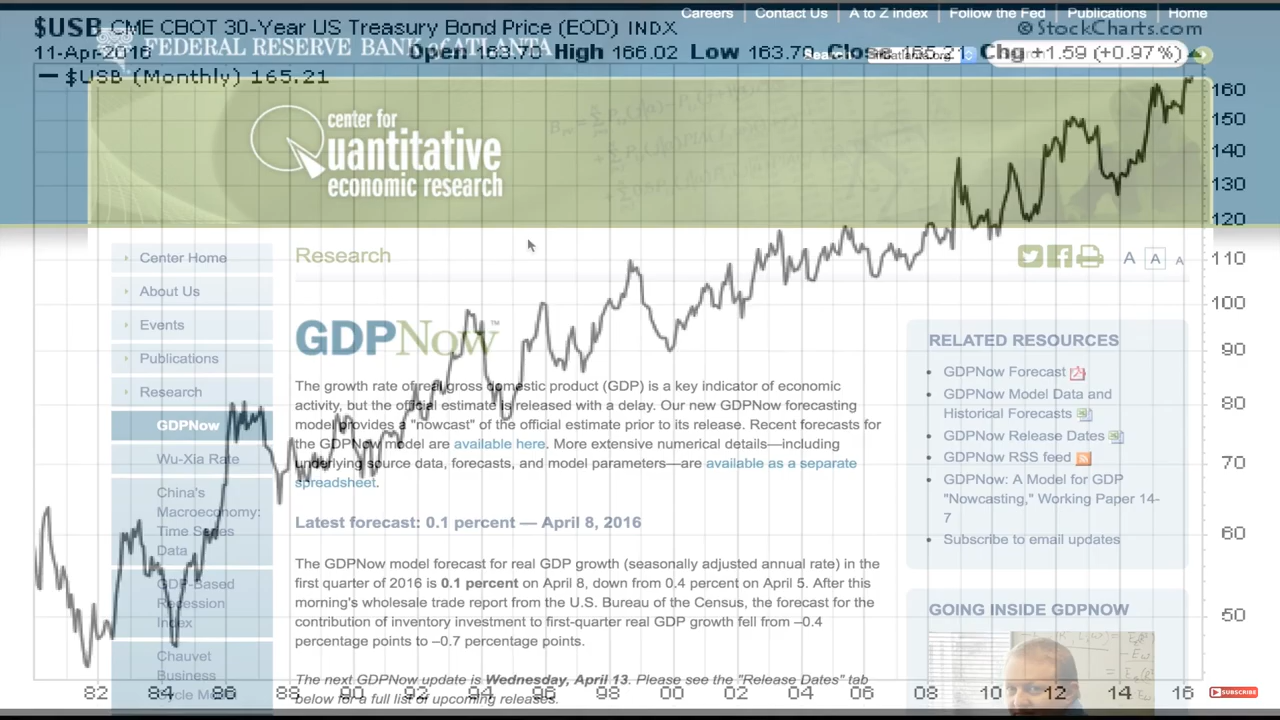 Careers Contact Us A to Z index Follow the Fed Publications Home
$USB CME CBOT 30-Year US Treasury Bond Price (EOD) INDX
© StockCharts.com
FEDERAL RESERVE BANK ATLANTA
11-Apr-2016 Open 163.70 High 166.02 Low Close 165.21 Chg +1.59 (+0.97%)
Search
$USB (Monthly) 165.21
center for
Quantitative
economic research
160
150
140
130
120
110
100
90
80
70
60
50
Center Home
About Us
Events
Publications
Research
GDPNow
Wu-Xia Rate
China's
Macroeconomy:
Time Series
Data
GDP-Based
Recession
Index
Chauvet
Business
Cycle
Research
A A A
GDPNow™
The growth rate of real gross domestic product (GDP) is a key indicator of economic
activity, but the official estimate is released with a delay. Our new GDPNow forecasting
model provides a "nowcast" of the official estimate prior to its release. Recent forecasts for
the GDPNow model are available here. More extensive numerical details—including
underlying source data, forecasts, and model parameters—are available as a separate
spreadsheet.
Latest forecast: 0.1 percent — April 8, 2016
The GDPNow model forecast for real GDP growth (seasonally adjusted annual rate) in the
first quarter of 2016 is 0.1 percent on April 8, down from 0.4 percent on April 5. After this
morning's wholesale trade report from the U.S. Bureau of the Census, the forecast for the
contribution of inventory investment to first-quarter real GDP growth fell from –0.4
percentage points to –0.7 percentage points.
The next GDPNow update is Wednesday, April 13. Please see the "Release Dates" tab
below for a full list of upcoming releases.
RELATED RESOURCES
GDPNow Forecast
GDPNow Model Data and
Historical Forecasts
GDPNow Release Dates
GDPNow RSS feed
GDPNow: A Model for GDP
"Nowcasting," Working Paper 14-
7
Subscribe to email updates
GOING INSIDE GDPNOW
82 84 86 88 90 92 94 96 98 00 02 04 06 08 10 12 14 16
SUBSCRIBE